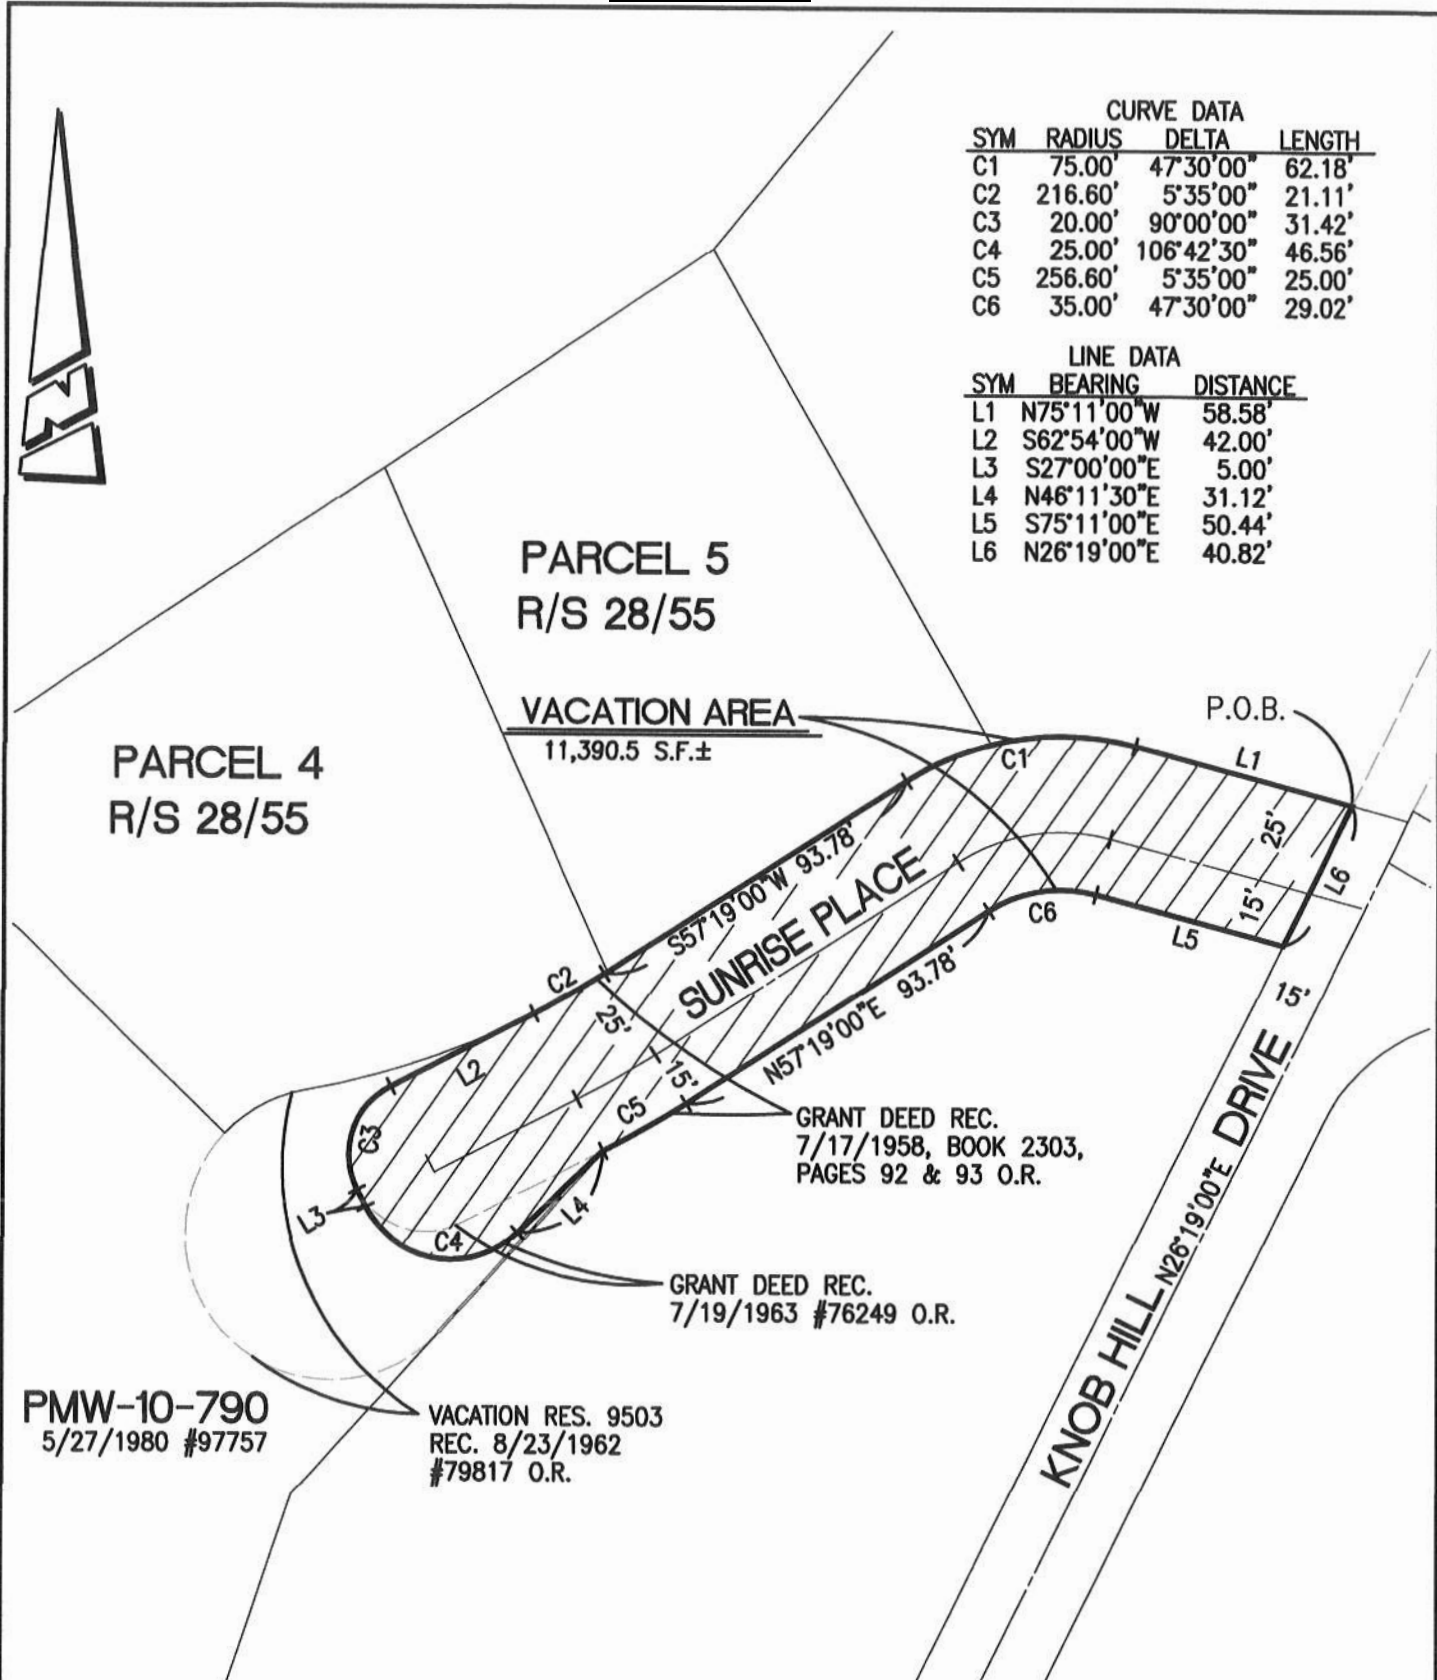 CURVE DATA
SYM RADIUS DELTA LENGTH
C1 75.00' 47°30'00" 62.18'
C2 216.60' 5°35'00" 21.11'
C3 20.00' 90°00'00" 31.42'
C4 25.00' 106°42'30" 46.56'
C5 256.60' 5°35'00" 25.00'
C6 35.00' 47°30'00" 29.02'
LINE DATA
SYM BEARING DISTANCE
L1 N75°11'00"W 58.58'
L2 S62°54'00"W 42.00'
L3 S27°00'00"E 5.00'
L4 N46°11'30"E 31.12'
L5 S75°11'00"E 50.44'
L6 N26°19'00"E 40.82'
N
PARCEL 5
R/S 28/55
VACATION AREA
11,390.5 S.F.±
P.O.B.
PARCEL 4
R/S 28/55
C1
L1
25'
L6
15'
S57°19'00"W 93.78'
SUNRISE PLACE
C6
L5
C2
25'
15'
N57°19'00"E 93.78'
15'
L2
C5
C3
GRANT DEED REC.
7/17/1958, BOOK 2303,
PAGES 92 & 93 O.R.
L3
L4
C4
KNOB HILL N26°19'00"E DRIVE
GRANT DEED REC.
7/19/1963 #76249 O.R.
PMW-10-790
5/27/1980 #97757
VACATION RES. 9503
REC. 8/23/1962
#79817 O.R.